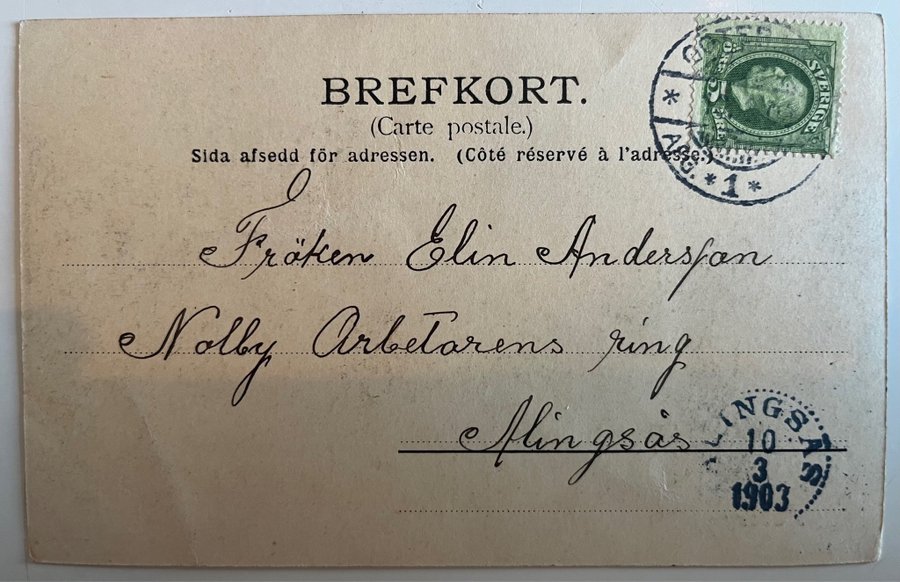 BREFKORT.
(Carte postale.)
Sida afsedd för adressen. (Côté réservé à l'adresse.)
SVERIGE
*1*
Fröken Elin Andersson
Nolby Arbetarens ring
Alingsås
ALINGSÅS
10
3
1903